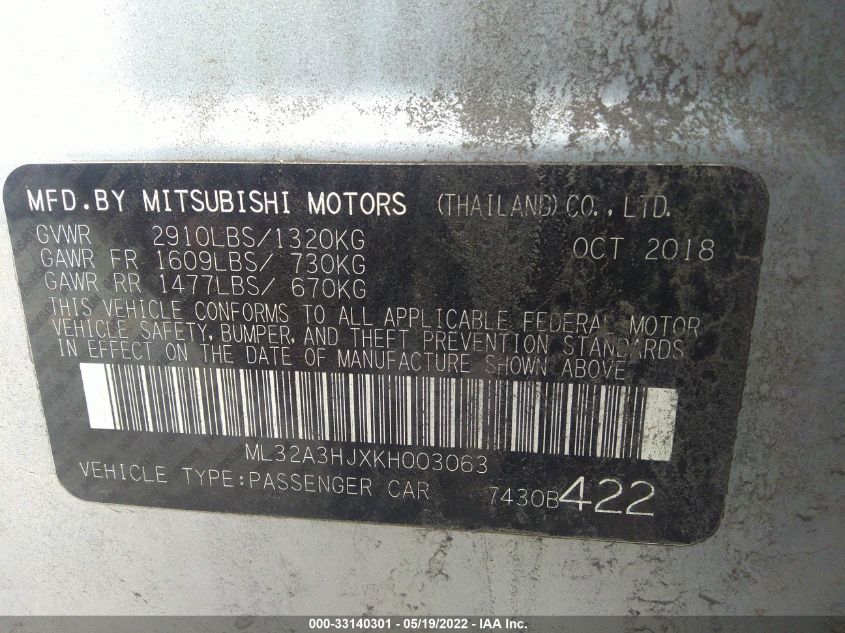 MFD.BY MITSUBISHI MOTORS (THAILAND) CO., LTD.
GVWR 2910LBS/1320KG OCT 2018
GAWR FR 1609LBS/ 730KG
GAWR RR 1477LBS/ 670KG
THIS VEHICLE CONFORMS TO ALL APPLICABLE FEDERAL MOTOR
VEHICLE SAFETY, BUMPER, AND THEFT PREVENTION STANDARDS
IN EFFECT ON THE DATE OF MANUFACTURE SHOWN ABOVE
ML32A3HJXKH003063
VEHICLE TYPE:PASSENGER CAR 7430B422
000-33140301 - 05/19/2022 - IAA Inc.